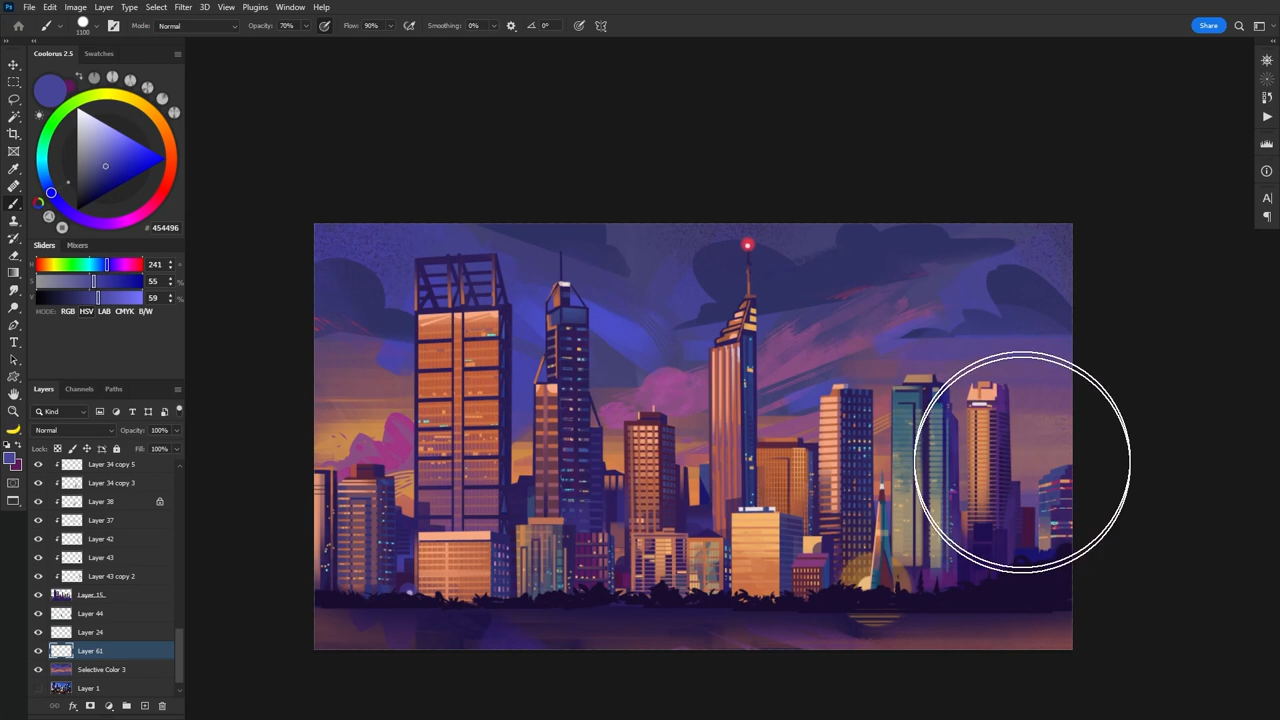 Ps File Edit Image Layer Type Select Filter 3D View Plugins Window Help
1100 Mode: Normal Opacity: 70% Flow: 90% Smoothing: 0% 0° Share
Coolorus 2.5 Swatches
# 454496
Sliders Mixers
H 241 °
S 55 %
V 59 %
MODE: RGB HSV LAB CMYK B/W
Layers Channels Paths
Kind
Normal Opacity: 100%
Lock: Fill: 100%
Layer 34 copy 5
Layer 34 copy 3
Layer 38
Layer 37
Layer 42
Layer 43
Layer 43 copy 2
Layer 15
Layer 44
Layer 24
Layer 61
Selective Color 3
Layer 1
fx